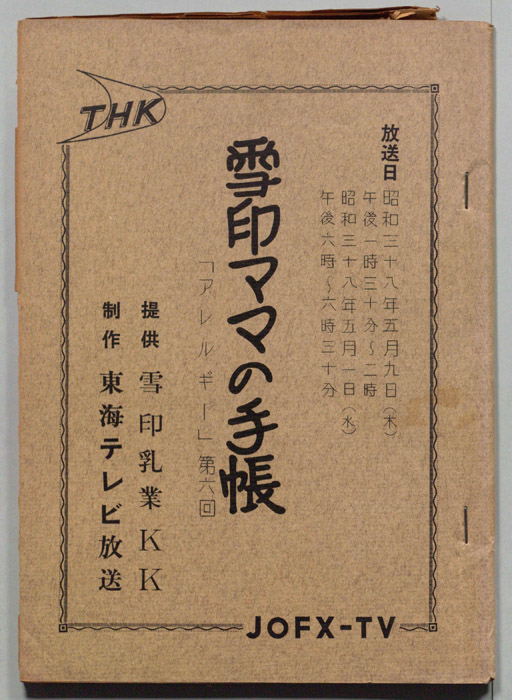 THK
放送日
昭和三十八年五月九日(木)
午後一時三十分〜二時
昭和三十八年五月一日(水)
午後六時〜六時三十分
雪印ママの手帳
「アレルギー」第六回
提供 雪印乳業KK
制作 東海テレビ放送
JOFX-TV